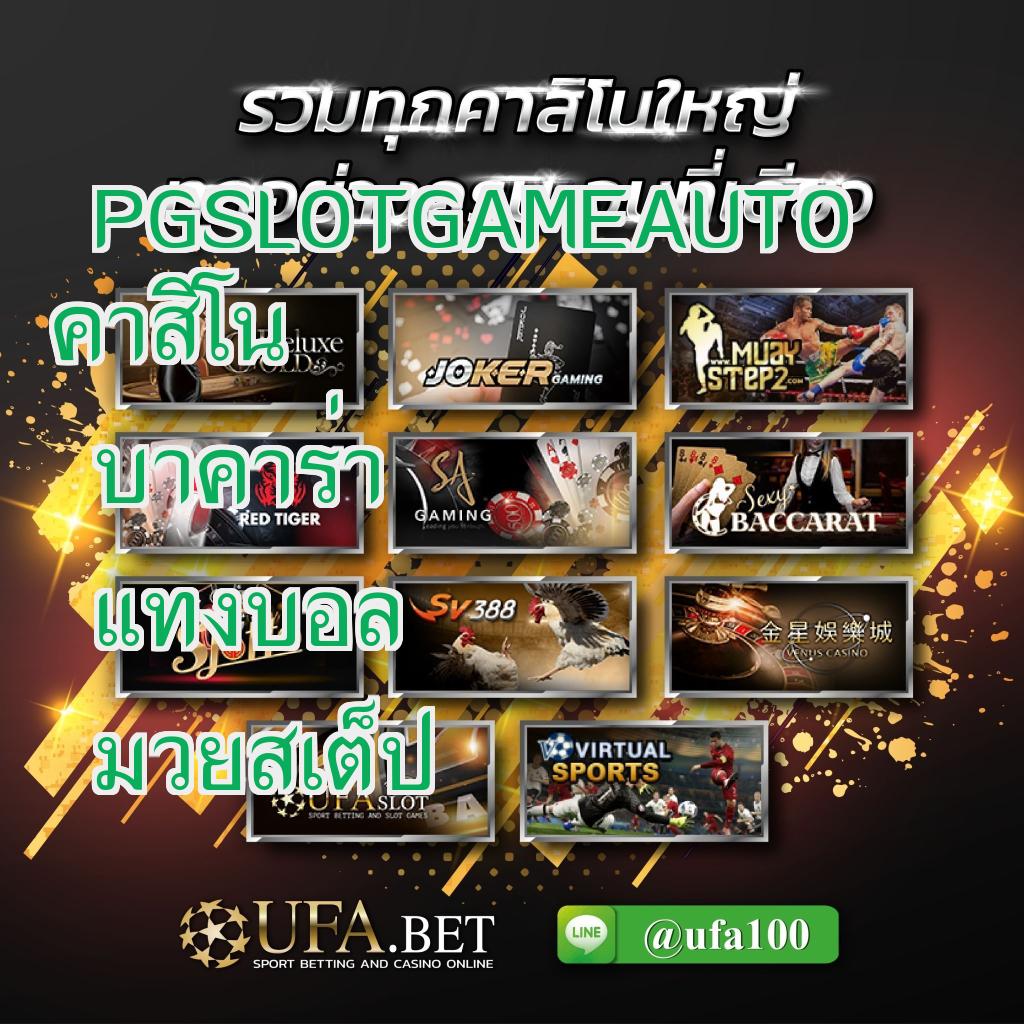 รวมทุกคาสิโนใหญ่
PGSLOTGAMEAUTO
คาสิโน
JOKER GAMING
WWW.MUAY
STEP2.COM
บาคาร่า
RED TIGER
SA
GAMING
Sexy
BACCARAT
แทงบอล
SV388
金星娛樂城
VENUS CASINO
มวยสเต็ป
UFASLOT
SPORT BETTING AND SLOT GAMES
VIRTUAL
SPORTS
UFA.BET
SPORT BETTING AND CASINO ONLINE
LINE
@ufa100